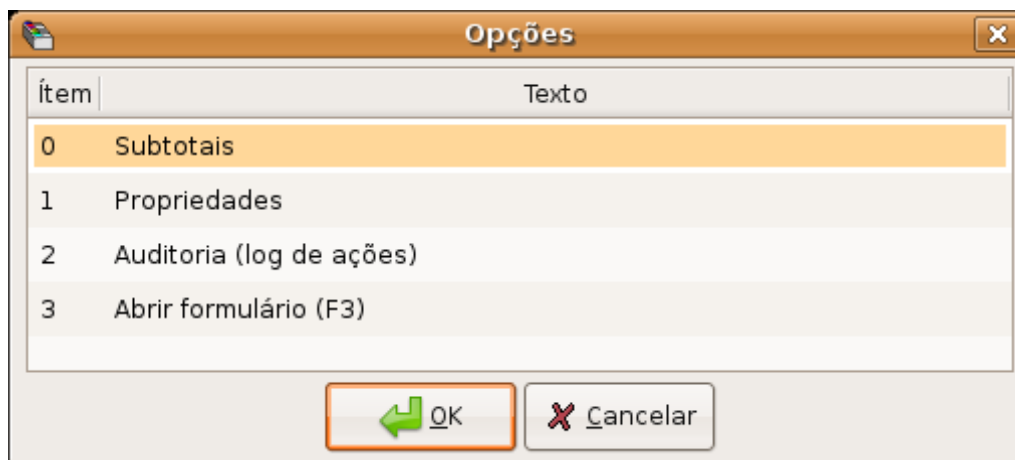 Opções
Ítem Texto
0 Subtotais
1 Propriedades
2 Auditoria (log de ações)
3 Abrir formulário (F3)
OK Cancelar